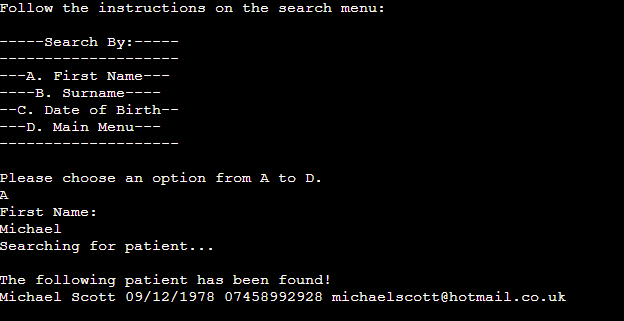 Follow the instructions on the search menu:
-----Search By:-----
--------------------
---A. First Name---
----B. Surname----
--C. Date of Birth--
---D. Main Menu---
--------------------
Please choose an option from A to D.
A
First Name:
Michael
Searching for patient...
The following patient has been found!
Michael Scott 09/12/1978 07458992928 michaelscott@hotmail.co.uk